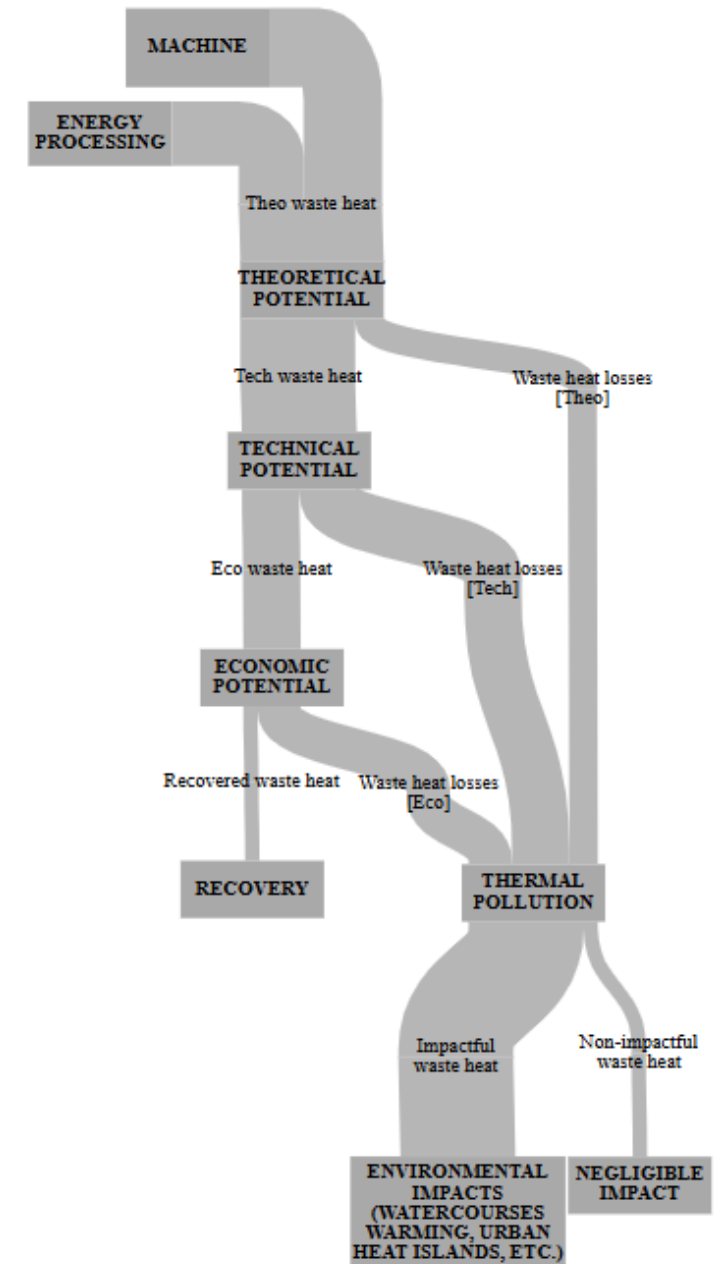 MACHINE
ENERGY
PROCESSING
Theo waste heat
THEORETICAL
POTENTIAL
Tech waste heat
Waste heat losses
[Theo]
TECHNICAL
POTENTIAL
Eco waste heat
Waste heat losses
[Tech]
ECONOMIC
POTENTIAL
Recovered waste heat
Waste heat losses
[Eco]
RECOVERY
THERMAL
POLLUTION
Impactful
waste heat
Non-impactful
waste heat
ENVIRONMENTAL
IMPACTS
(WATERCOURSES
WARMING, URBAN
HEAT ISLANDS, ETC.)
NEGLIGIBLE
IMPACT